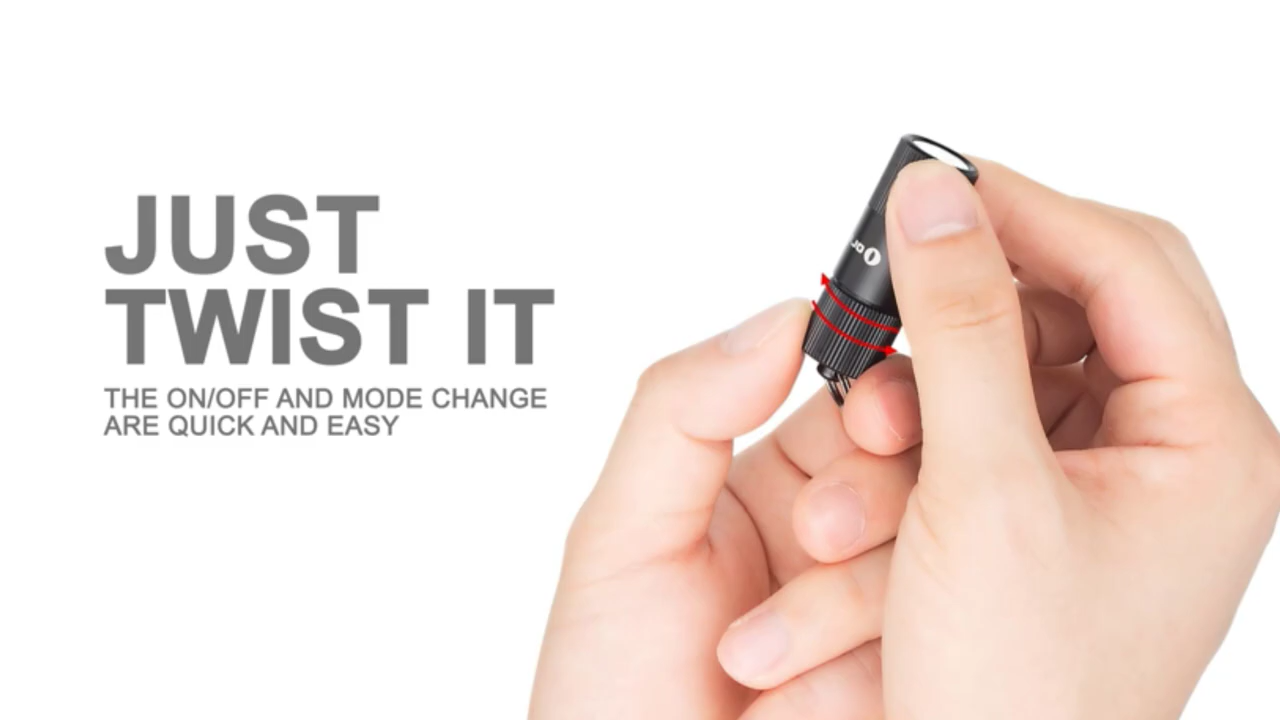 JUST
TWIST IT
THE ON/OFF AND MODE CHANGE
ARE QUICK AND EASY